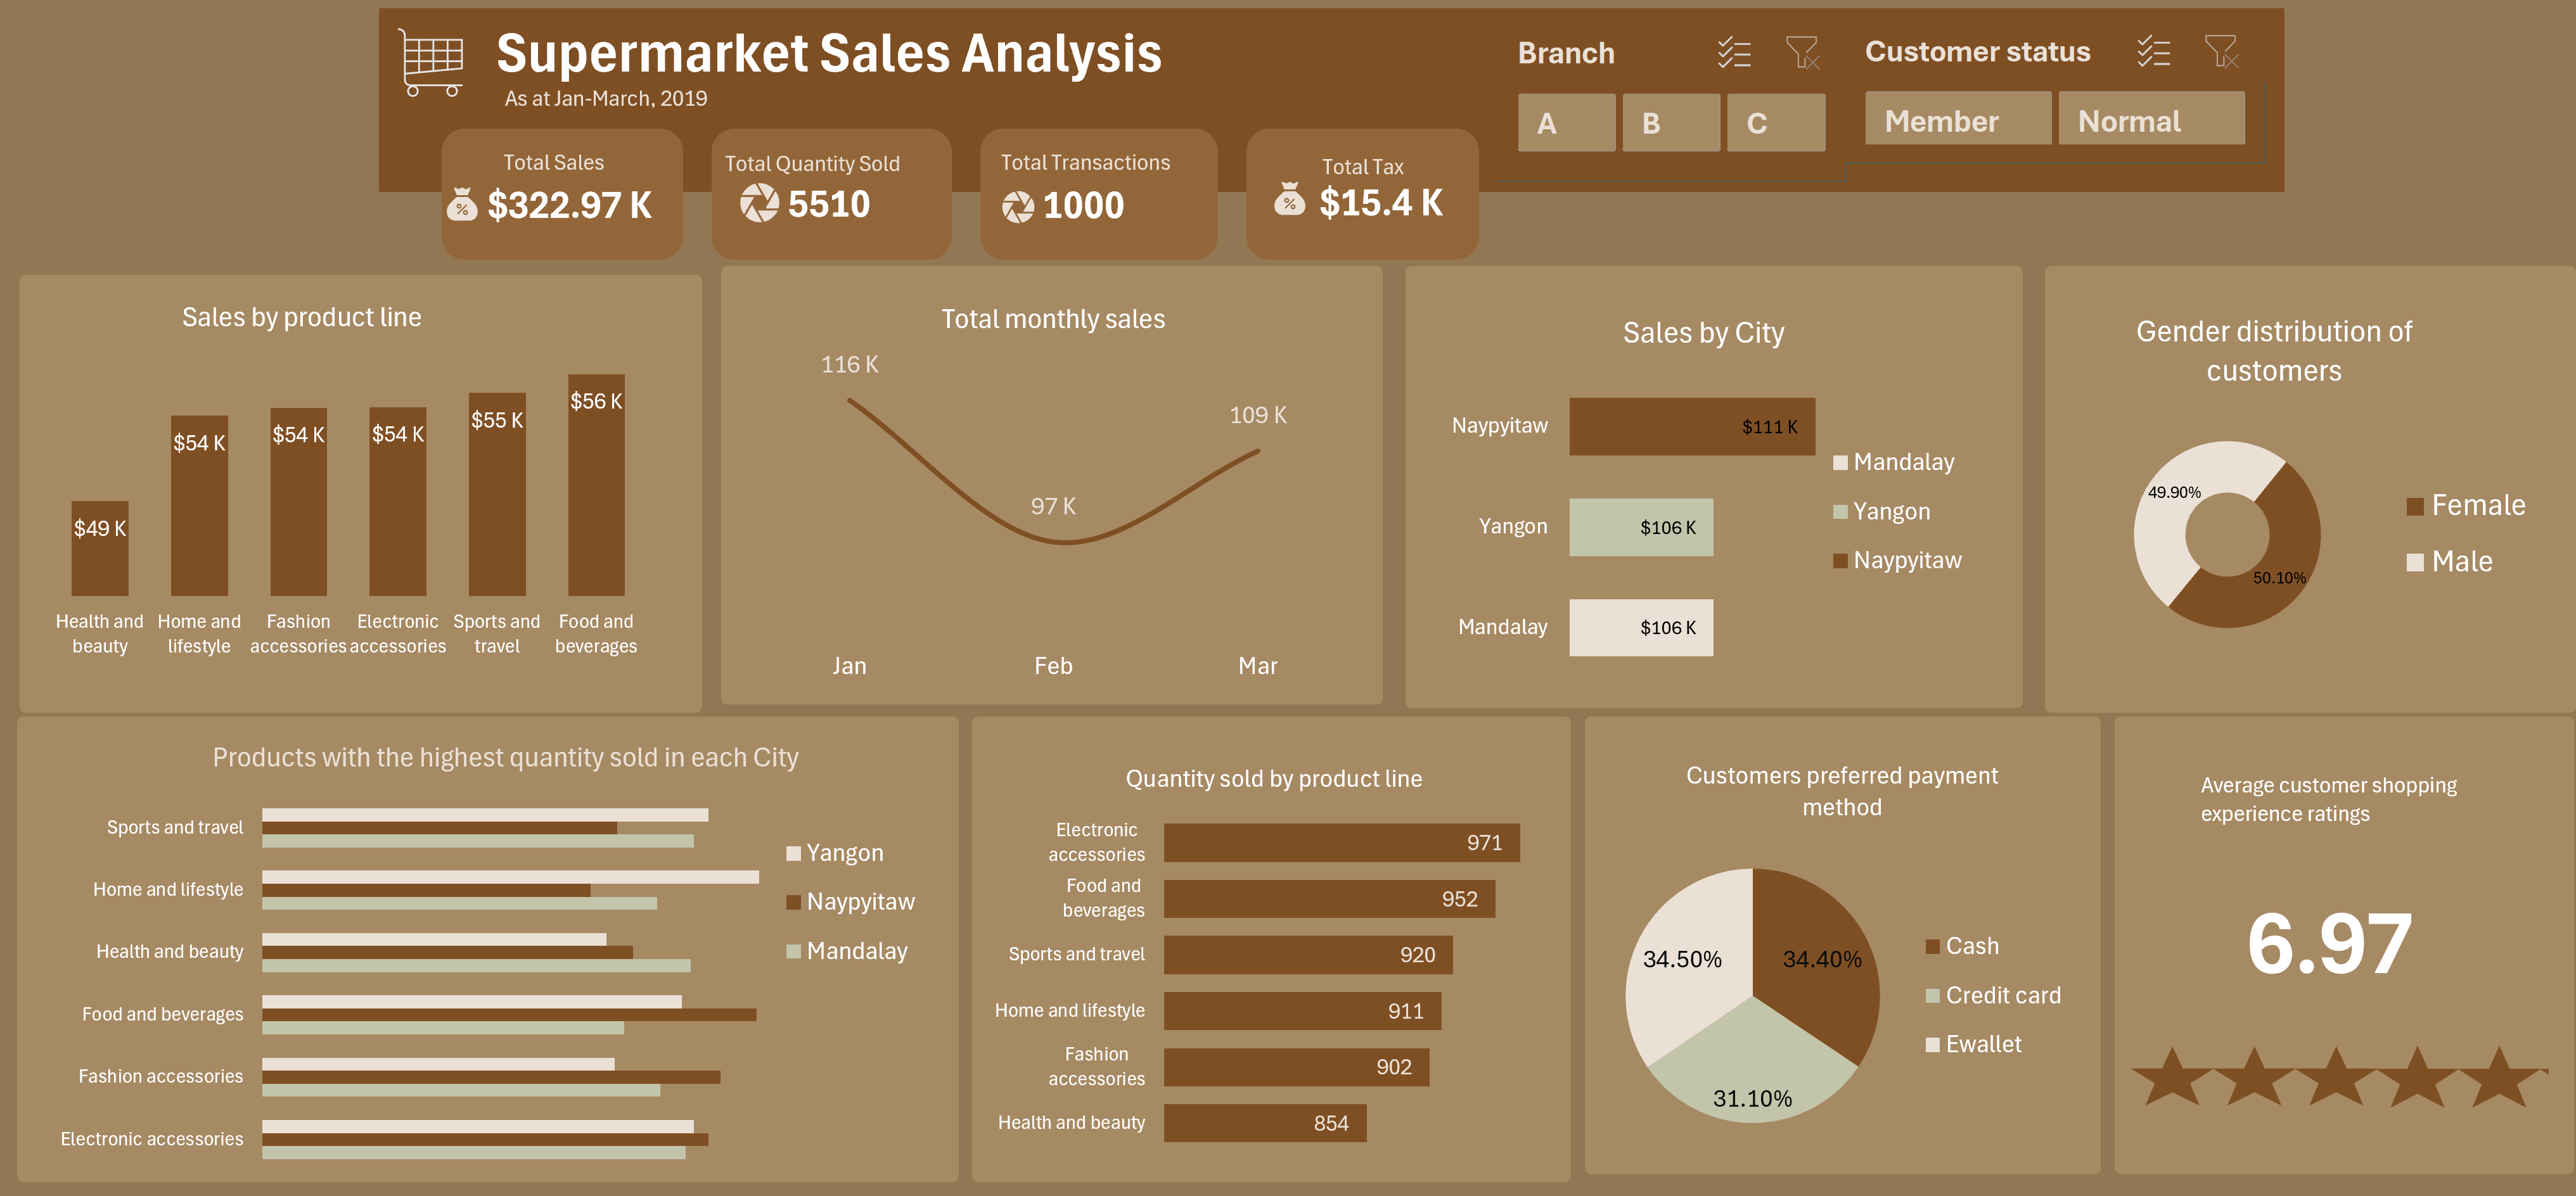 Supermarket Sales Analysis
As at Jan-March, 2019
Branch
A
B
C
Customer status
Member
Normal
Total Sales
$322.97 K
Total Quantity Sold
5510
Total Transactions
1000
Total Tax
$15.4 K
Sales by product line
$49 K
$54 K
$54 K
$54 K
$55 K
$56 K
Health and
beauty
Home and
lifestyle
Fashion
accessories
Electronic
accessories
Sports and
travel
Food and
beverages
Total monthly sales
116 K
97 K
109 K
Jan
Feb
Mar
Sales by City
Naypyitaw
$111 K
Yangon
$106 K
Mandalay
$106 K
Mandalay
Yangon
Naypyitaw
Gender distribution of
customers
49.90%
50.10%
Female
Male
Products with the highest quantity sold in each City
Sports and travel
Home and lifestyle
Health and beauty
Food and beverages
Fashion accessories
Electronic accessories
Yangon
Naypyitaw
Mandalay
Quantity sold by product line
Electronic
accessories
971
Food and
beverages
952
Sports and travel
920
Home and lifestyle
911
Fashion
accessories
902
Health and beauty
854
Customers preferred payment
method
34.50%
34.40%
31.10%
Cash
Credit card
Ewallet
Average customer shopping
experience ratings
6.97